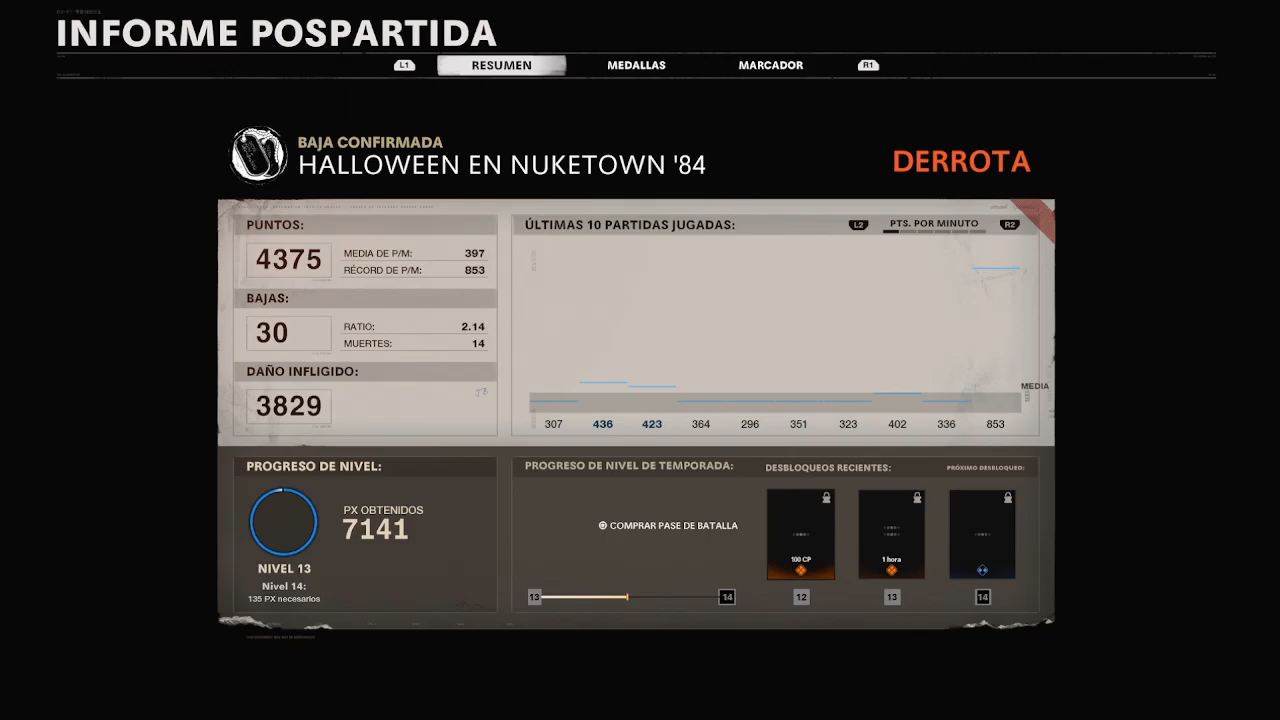 INFORME POSPARTIDA
L1 RESUMEN MEDALLAS MARCADOR R1
BAJA CONFIRMADA
HALLOWEEN EN NUKETOWN '84
DERROTA
PUNTOS:
4375
MEDIA DE P/M: 397
RÉCORD DE P/M: 853
BAJAS:
30
RATIO: 2.14
MUERTES: 14
DAÑO INFLIGIDO:
3829
ÚLTIMAS 10 PARTIDAS JUGADAS:
L2 PTS. POR MINUTO R2
MEDIA
307 436 423 364 296 351 323 402 336 853
PROGRESO DE NIVEL:
PX OBTENIDOS
7141
NIVEL 13
Nivel 14:
135 PX necesarios
PROGRESO DE NIVEL DE TEMPORADA:
COMPRAR PASE DE BATALLA
13 14
DESBLOQUEOS RECIENTES:
PRÓXIMO DESBLOQUEO:
100 CP
1 hora
12 13 14